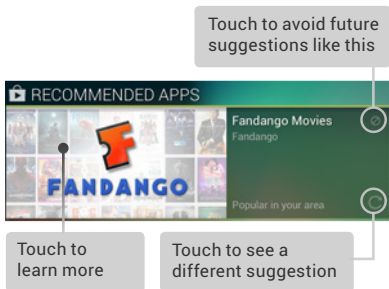 Touch to avoid future
suggestions like this
RECOMMENDED APPS
Fandango Movies
Fandango
FANDANGO
Popular in your area
Touch to
learn more
Touch to see a
different suggestion